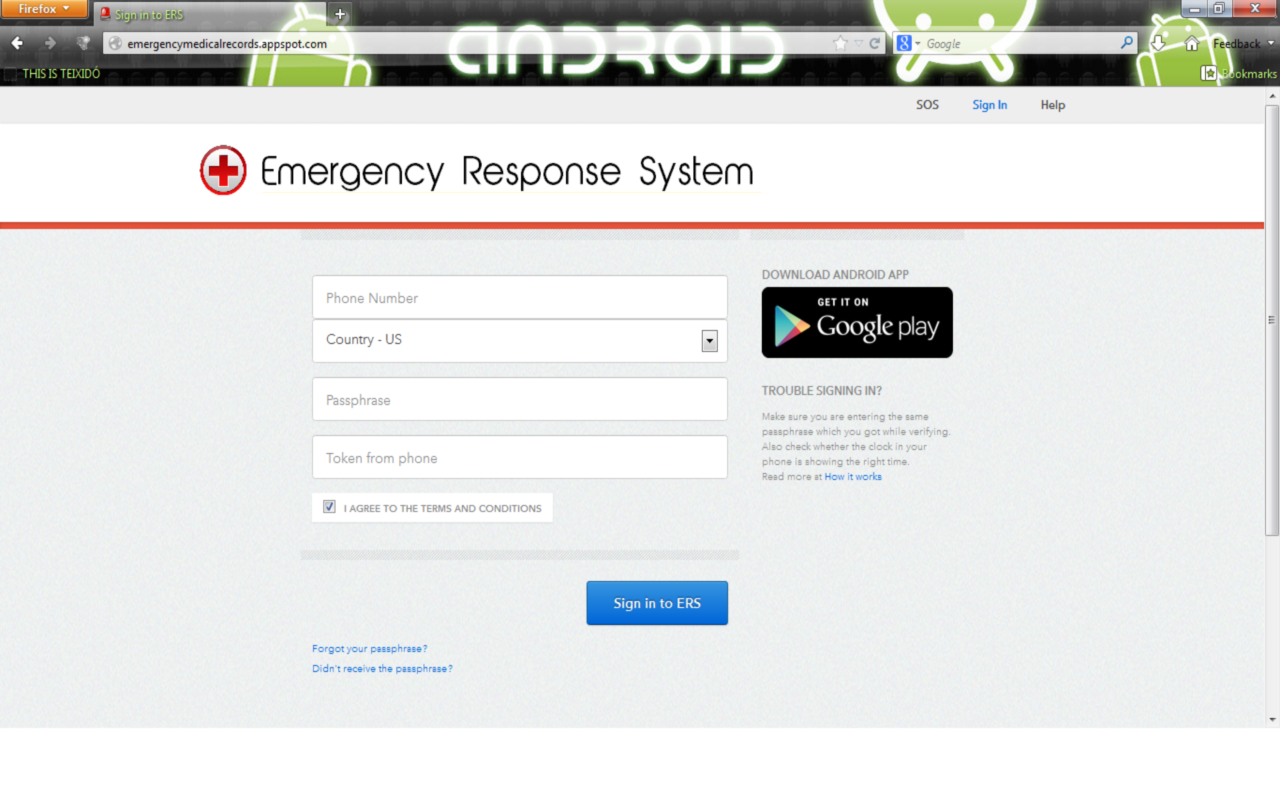 Firefox
Sign in to ERS
+
emergencymedicalrecords.appspot.com
Google
Feedback
ANDROID
THIS IS TEIXIDÓ
Bookmarks
SOS
Sign In
Help
Emergency Response System
Phone Number
Country - US
Passphrase
Token from phone
I AGREE TO THE TERMS AND CONDITIONS
Sign in to ERS
Forgot your passphrase?
Didn't receive the passphrase?
DOWNLOAD ANDROID APP
GET IT ON
Google play
TROUBLE SIGNING IN?
Make sure you are entering the same
passphrase which you got while verifying.
Also check whether the clock in your
phone is showing the right time.
Read more at How it works